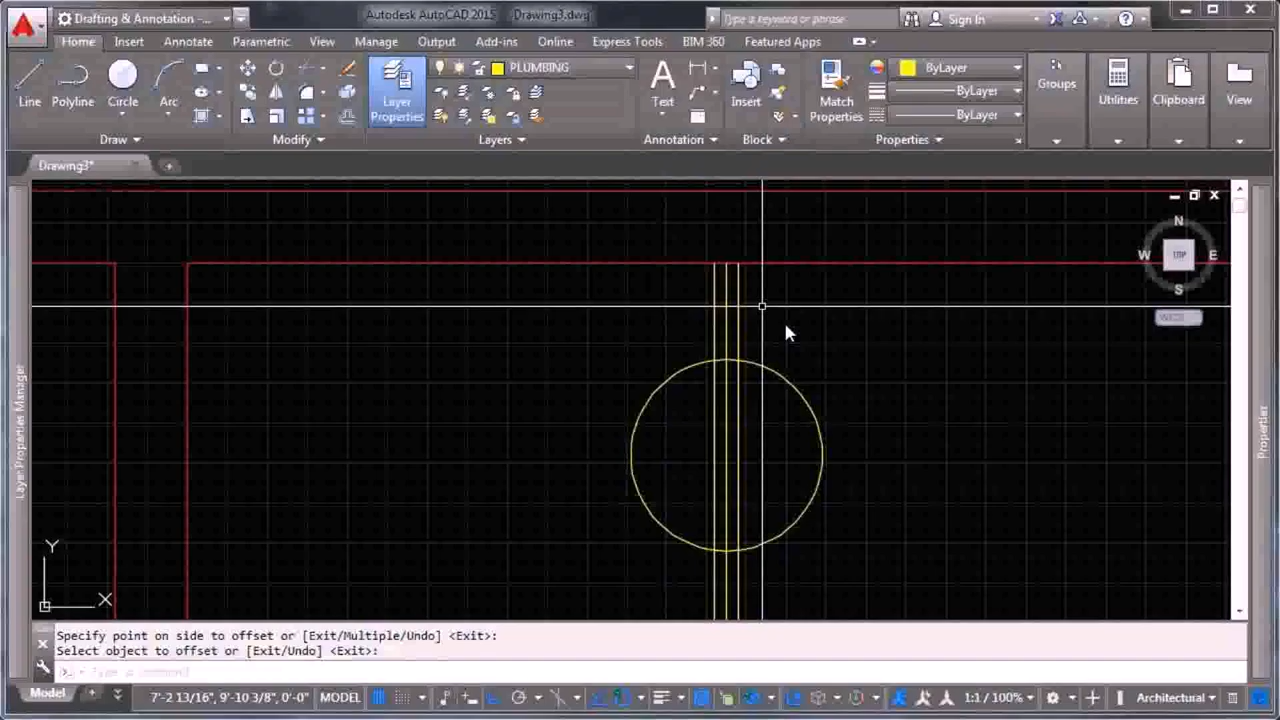 Drafting & Annotation -... Autodesk AutoCAD 2015 Drawing3.dwg Type a keyword or phrase Sign In
Home Insert Annotate Parametric View Manage Output Add-ins Online Express Tools BIM 360 Featured Apps
PLUMBING
ByLayer
ByLayer
ByLayer
Line Polyline Circle Arc Layer Properties Text Insert Match Properties Groups Utilities Clipboard View
Draw Modify Layers Annotation Block Properties
Drawing3*
N
W TOP E
S
WCS
Layer Properties Manager
Properties
Y
X
Specify point on side to offset or [Exit/Multiple/Undo] <Exit>:
Select object to offset or [Exit/Undo] <Exit>:
Type a command
Model 7'-2 13/16", 9'-10 3/8", 0'-0" MODEL 1:1 / 100% Architectural